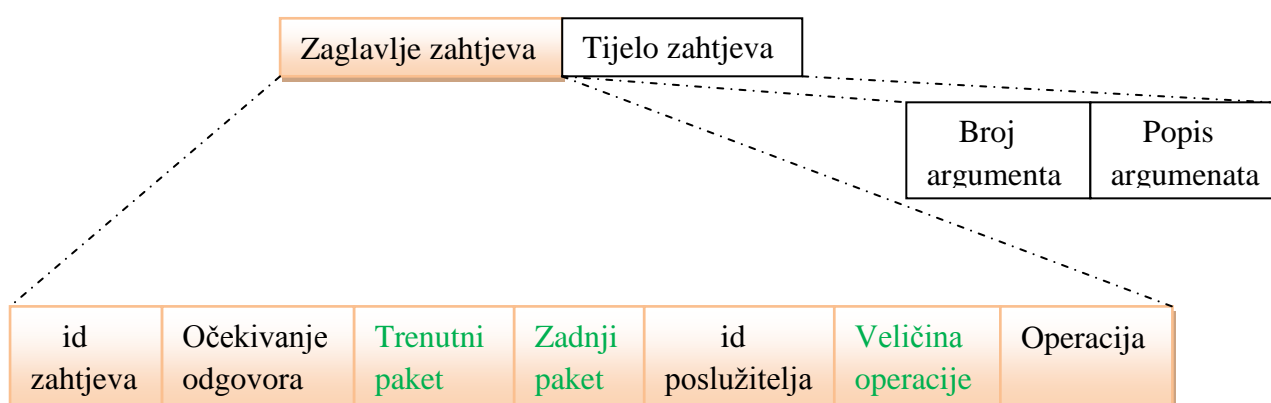 Zaglavlje zahtjeva
Tijelo zahtjeva
Broj
argumenta
Popis
argumenata
id
zahtjeva
Očekivanje
odgovora
Trenutni
paket
Zadnji
paket
id
poslužitelja
Veličina
operacije
Operacija